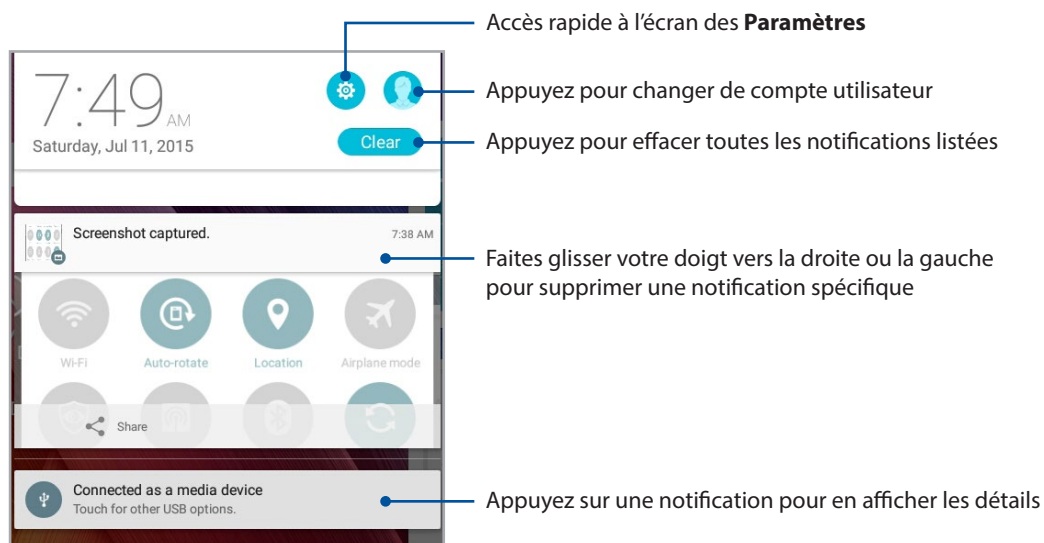 Accès rapide à l'écran des Paramètres
7:49 AM
Saturday, Jul 11, 2015
Appuyez pour changer de compte utilisateur
Clear
Appuyez pour effacer toutes les notifications listées
Screenshot captured.
7:38 AM
Faites glisser votre doigt vers la droite ou la gauche
pour supprimer une notification spécifique
Wi-Fi
Auto-rotate
Location
Airplane mode
Share
Connected as a media device
Touch for other USB options.
Appuyez sur une notification pour en afficher les détails